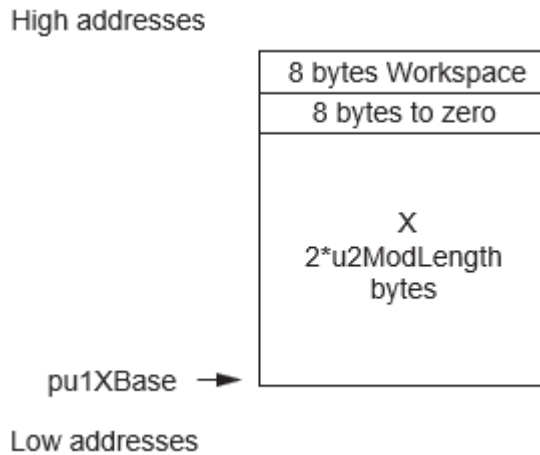 High addresses
8 bytes Workspace
8 bytes to zero
X
2*u2ModLength
bytes
pu1XBase
Low addresses